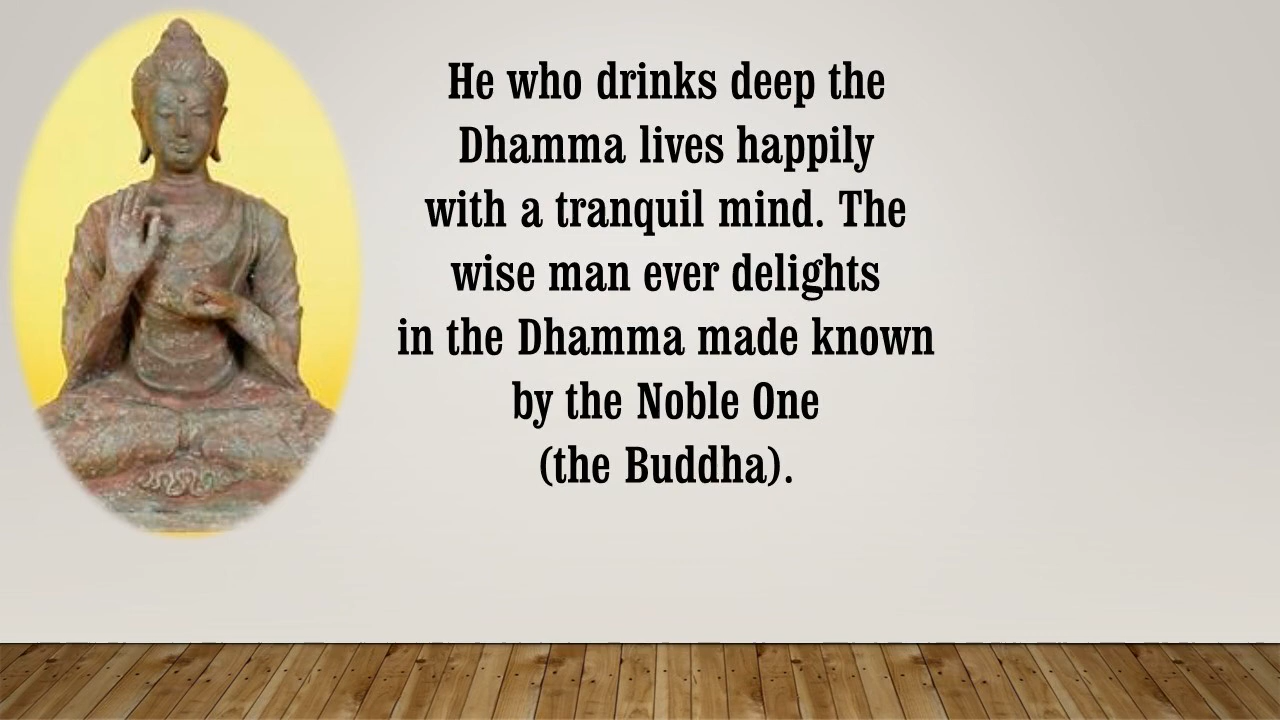 He who drinks deep the
Dhamma lives happily
with a tranquil mind. The
wise man ever delights
in the Dhamma made known
by the Noble One
(the Buddha).